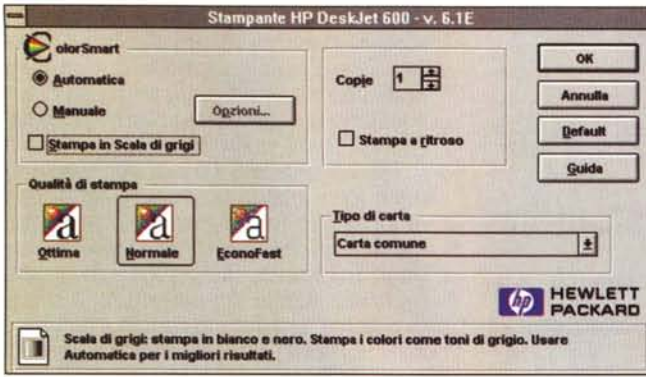 Stampante HP DeskJet 600 - v. 6.1E
ColorSmart
Automatica
Manuale
Opzioni...
Stampa in Scala di grigi
Copie 1
Stampa a ritroso
OK
Annulla
Default
Guida
Qualità di stampa
Ottima
Normale
EconoFast
Tipo di carta
Carta comune
hp HEWLETT
PACKARD
Scala di grigi: stampa in bianco e nero. Stampa i colori come toni di grigio. Usare
Automatica per i migliori risultati.